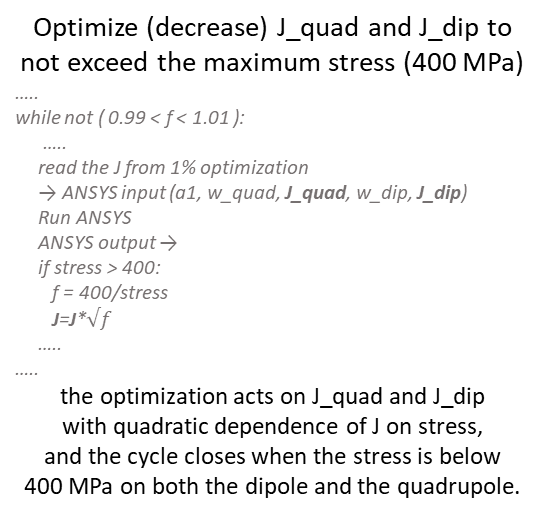 Optimize (decrease) J_quad and J_dip to
not exceed the maximum stress (400 MPa)
.....
while not ( 0.99 < f < 1.01 ):
.....
read the J from 1% optimization
→ ANSYS input (a1, w_quad, J_quad, w_dip, J_dip)
Run ANSYS
ANSYS output →
if stress > 400:
f = 400/stress
J=J*√f
.....
.....
the optimization acts on J_quad and J_dip
with quadratic dependence of J on stress,
and the cycle closes when the stress is below
400 MPa on both the dipole and the quadrupole.